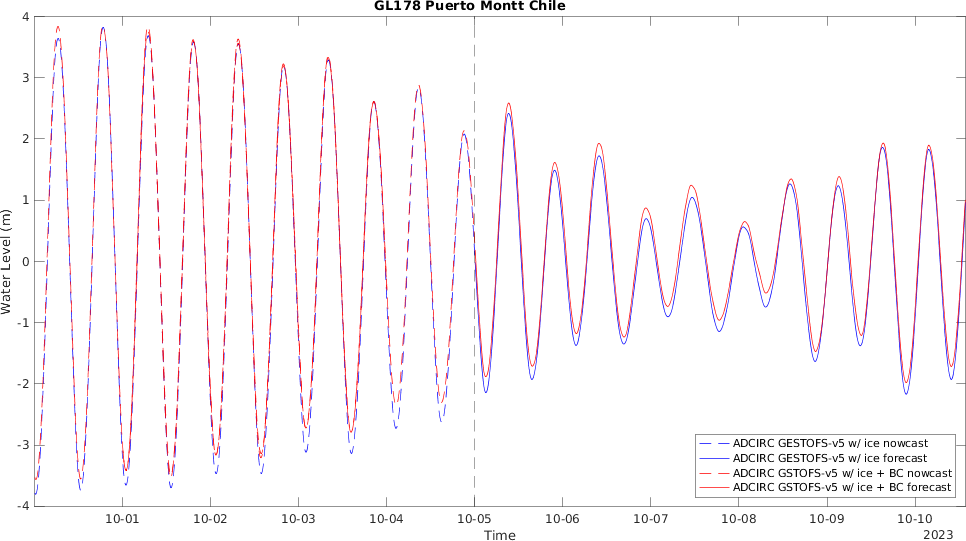 GL178 Puerto Montt Chile
4
3
2
1
0
-1
-2
-3
-4
Water Level (m)
10-01 10-02 10-03 10-04 10-05 10-06 10-07 10-08 10-09 10-10
Time
2023
ADCIRC GESTOFS-v5 w/ ice nowcast
ADCIRC GESTOFS-v5 w/ ice forecast
ADCIRC GSTOFS-v5 w/ ice + BC nowcast
ADCIRC GSTOFS-v5 w/ ice + BC forecast